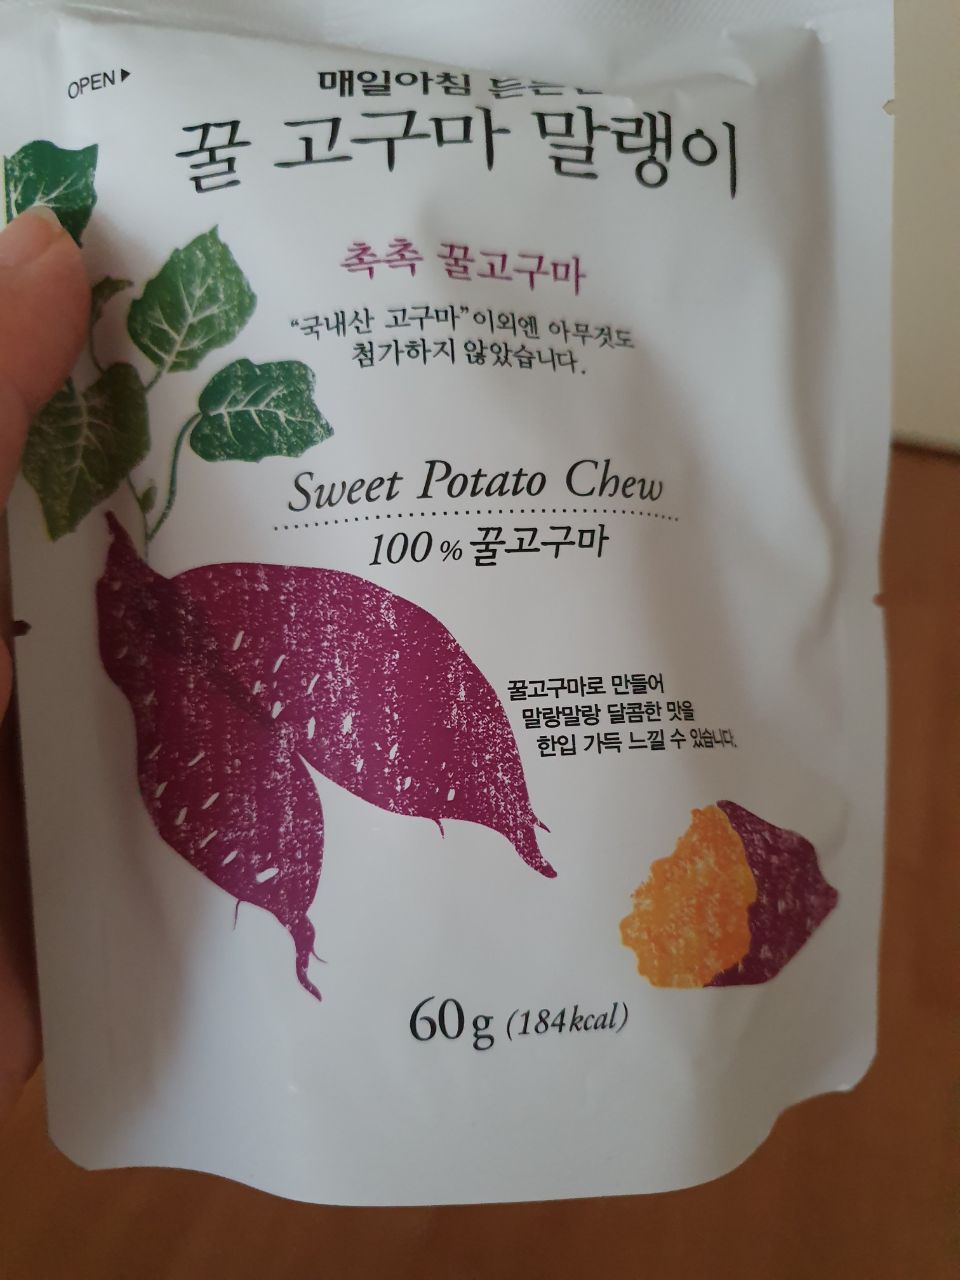 OPEN▶
매일아침
꿀 고구마 말랭이
촉촉 꿀고구마
“국내산 고구마” 이외엔 아무것도
첨가하지 않았습니다.
Sweet Potato Chew
100 % 꿀고구마
꿀고구마로 만들어
말랑말랑 달콤한 맛을
한입 가득 느낄 수 있습니다.
60g (184kcal)